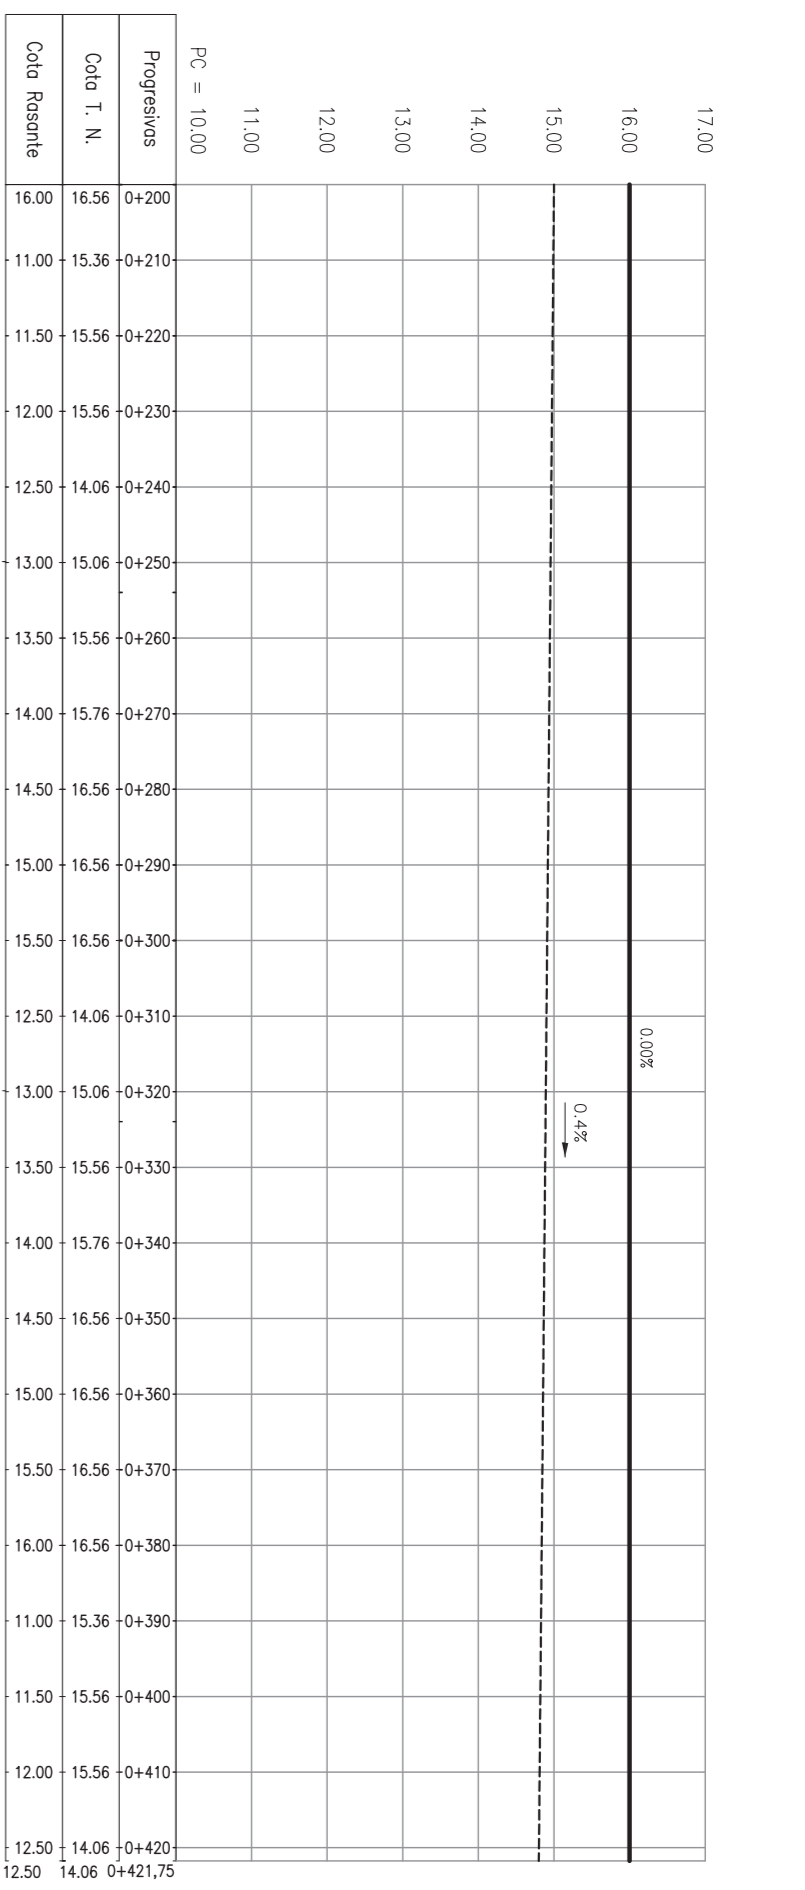 17.00
16.00
15.00
14.00
13.00
12.00
11.00
PC = 10.00
0.00%
0.4%
Progresivas 0+200 0+210 0+220 0+230 0+240 0+250 0+260 0+270 0+280 0+290 0+300 0+310 0+320 0+330 0+340 0+350 0+360 0+370 0+380 0+390 0+400 0+410 0+420 0+421,75
Cota T. N. 16.56 15.36 15.56 15.56 14.06 15.06 15.56 15.76 16.56 16.56 16.56 14.06 15.06 15.56 15.76 16.56 16.56 16.56 16.56 15.36 15.56 15.56 14.06 14.06
Cota Rasante 16.00 11.00 11.50 12.00 12.50 13.00 13.50 14.00 14.50 15.00 15.50 12.50 13.00 13.50 14.00 14.50 15.00 15.50 16.00 11.00 11.50 12.00 12.50 12.50